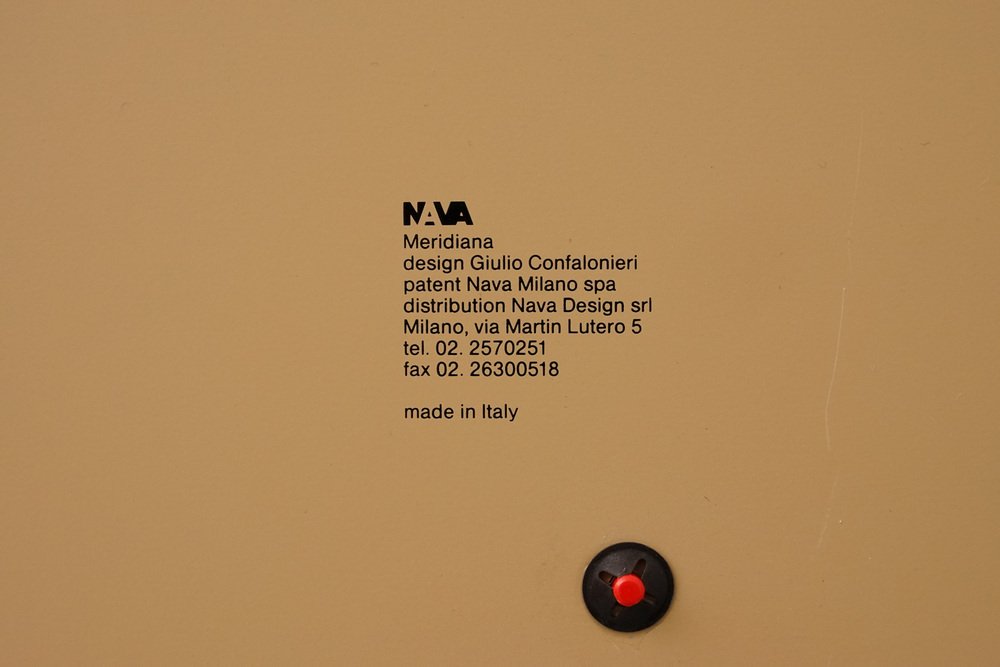 NAVA
Meridiana
design Giulio Confalonieri
patent Nava Milano spa
distribution Nava Design srl
Milano, via Martin Lutero 5
tel. 02. 2570251
fax 02. 26300518
made in Italy